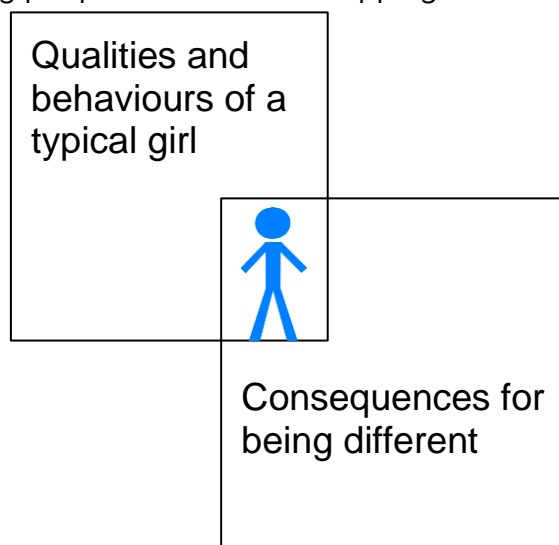 Qualities and
behaviours of a
typical girl
Consequences for
being different